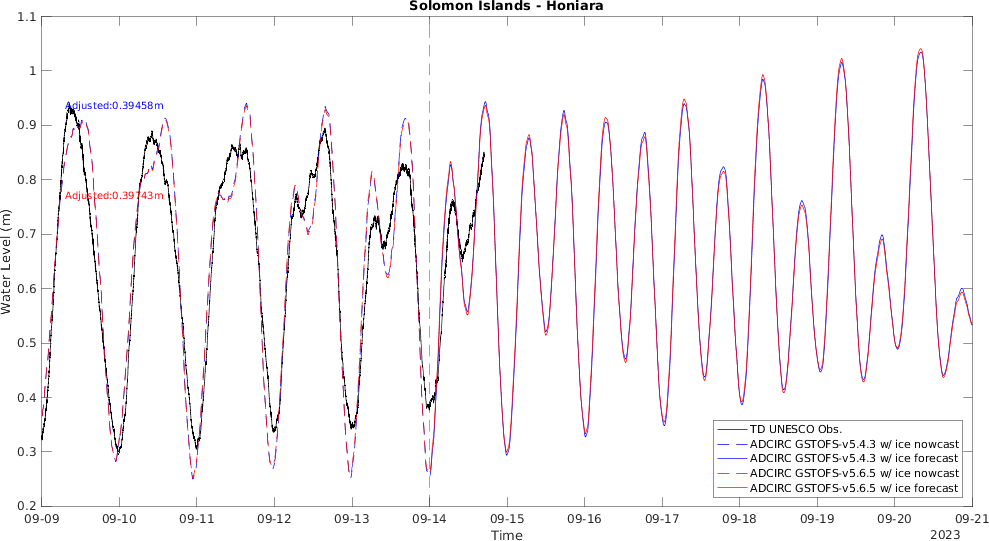 Solomon Islands - Honiara
1.1
1
0.9
0.8
0.7
0.6
0.5
0.4
0.3
0.2
Water Level (m)
Adjusted:0.39458m
Adjusted:0.39743m
TD UNESCO Obs.
ADCIRC GSTOFS-v5.4.3 w/ ice nowcast
ADCIRC GSTOFS-v5.4.3 w/ ice forecast
ADCIRC GSTOFS-v5.6.5 w/ ice nowcast
ADCIRC GSTOFS-v5.6.5 w/ ice forecast
09-09 09-10 09-11 09-12 09-13 09-14 09-15 09-16 09-17 09-18 09-19 09-20 09-21
Time
2023